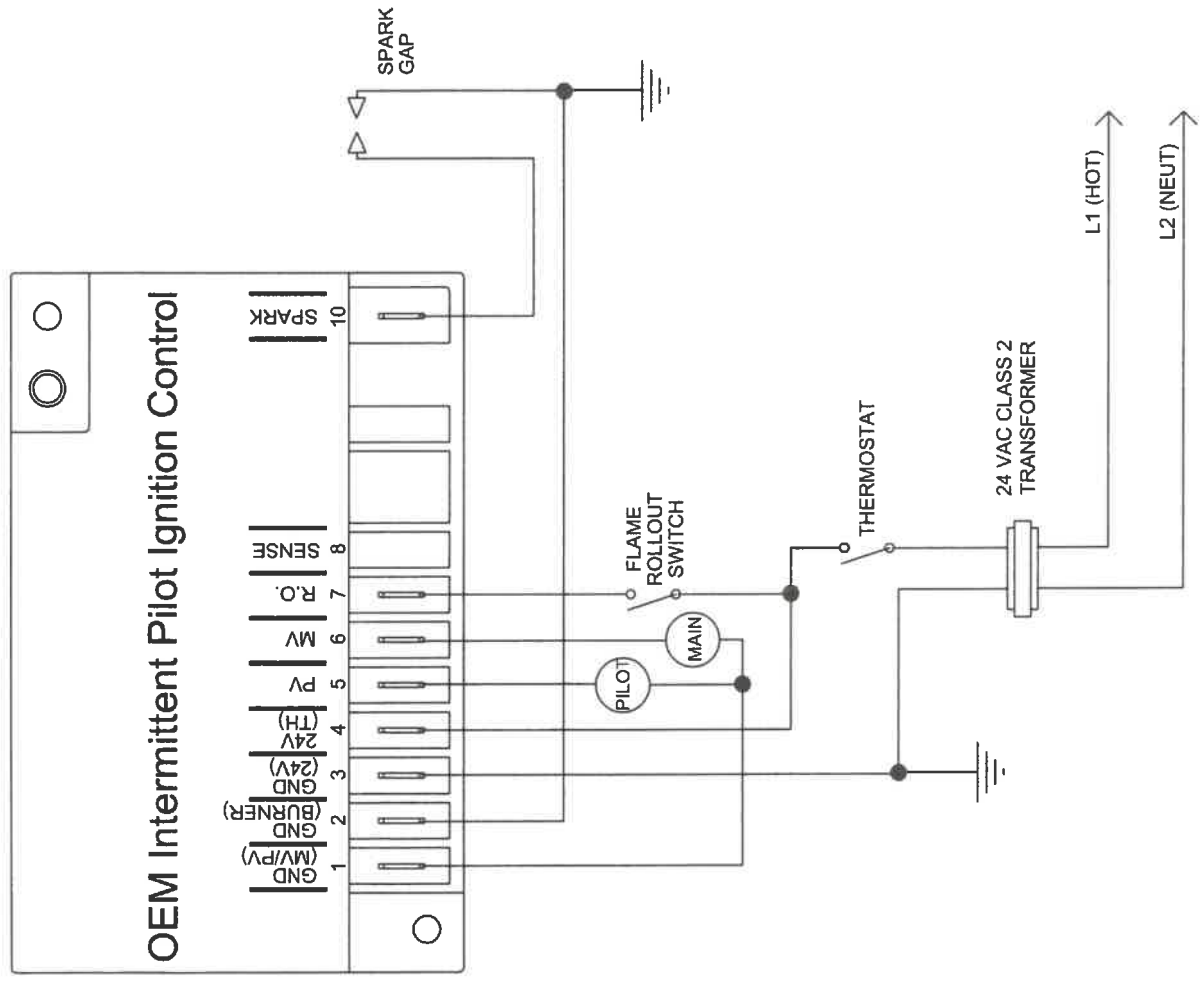 OEM Intermittent Pilot Ignition Control
GND
(MV/PV)
1
GND
(BURNER)
2
GND
(24V)
3
24V
(TH)
4
PV
5
MV
6
R.O.
7
SENSE
8
SPARK
10
SPARK
GAP
PILOT
MAIN
FLAME
ROLLOUT
SWITCH
THERMOSTAT
24 VAC CLASS 2
TRANSFORMER
L1 (HOT)
L2 (NEUT)